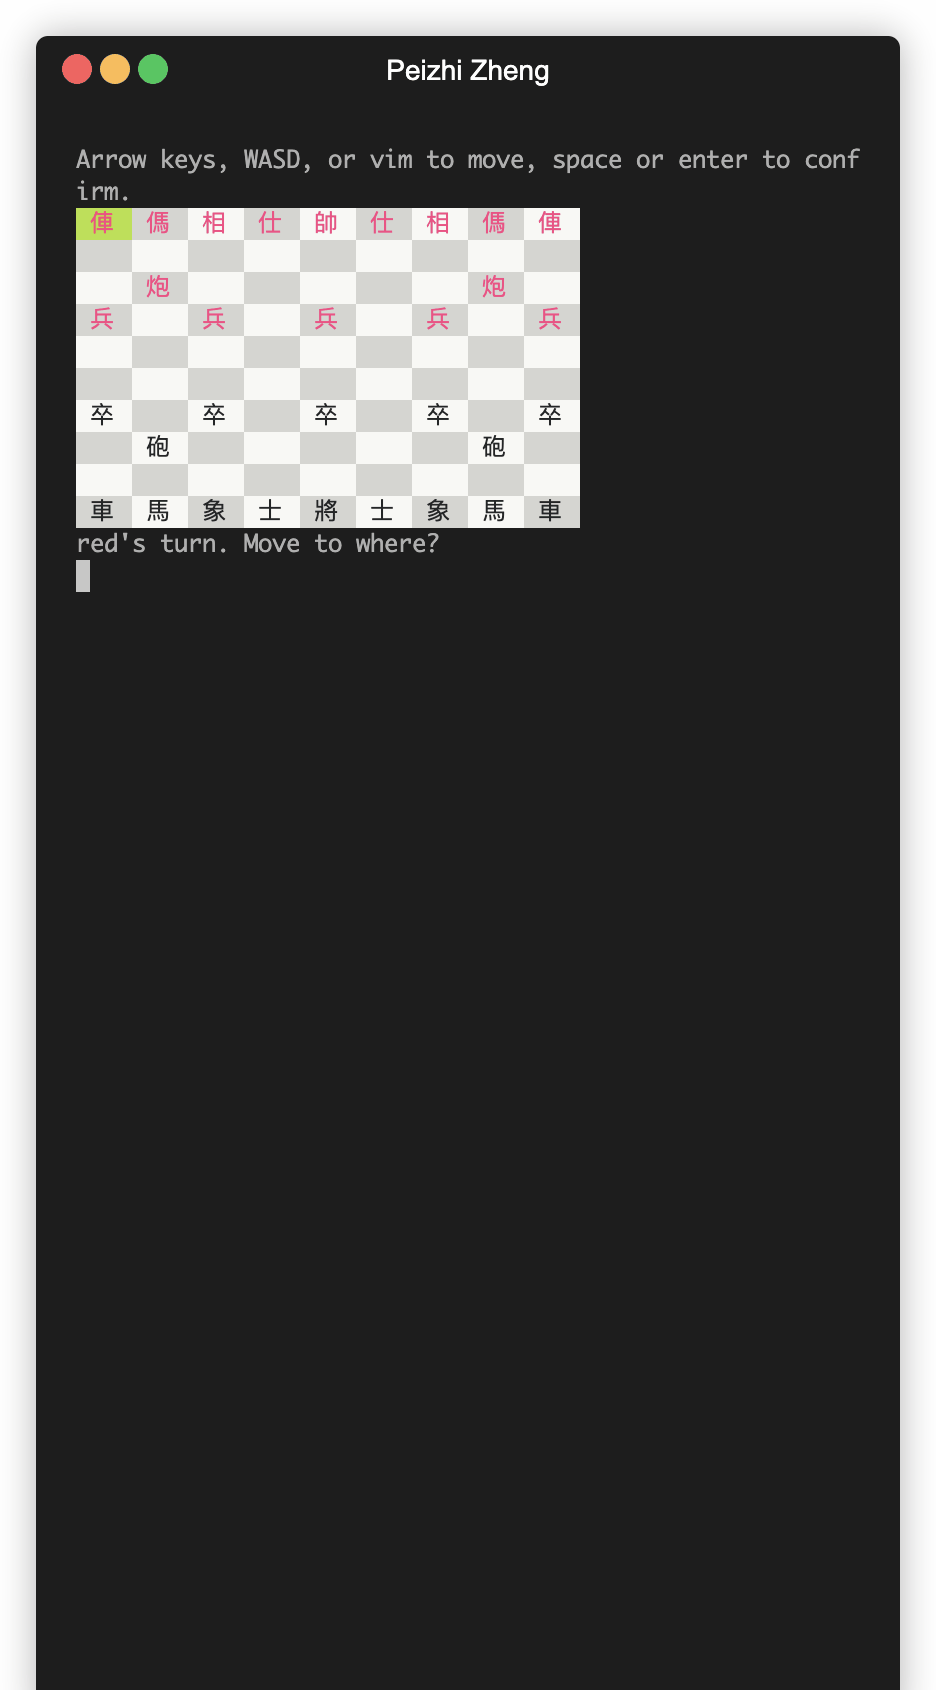 Peizhi Zheng
Arrow keys, WASD, or vim to move, space or enter to conf
irm.
俥 傌 相 仕 帥 仕 相 傌 俥
炮 炮
兵 兵 兵 兵 兵
卒 卒 卒 卒 卒
砲 砲
車 馬 象 士 將 士 象 馬 車
red's turn. Move to where?